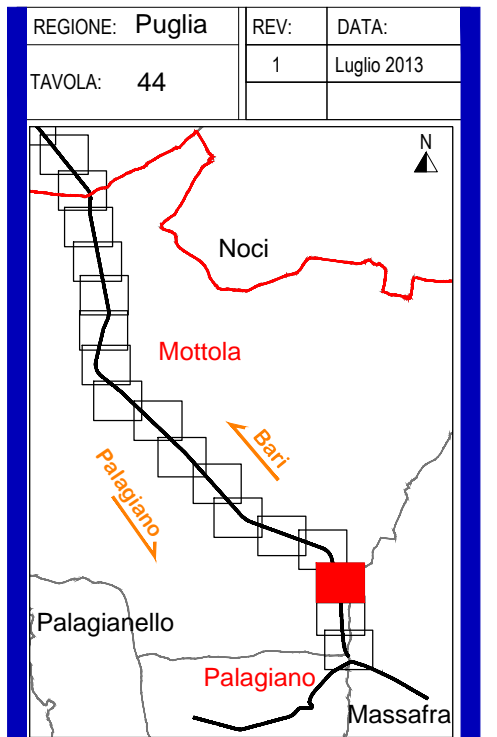 REGIONE: Puglia
REV: DATA:
TAVOLA: 44
1 Luglio 2013
N
Noci
Mottola
Bari
Palagiano
Palagianello
Palagiano
Massafra